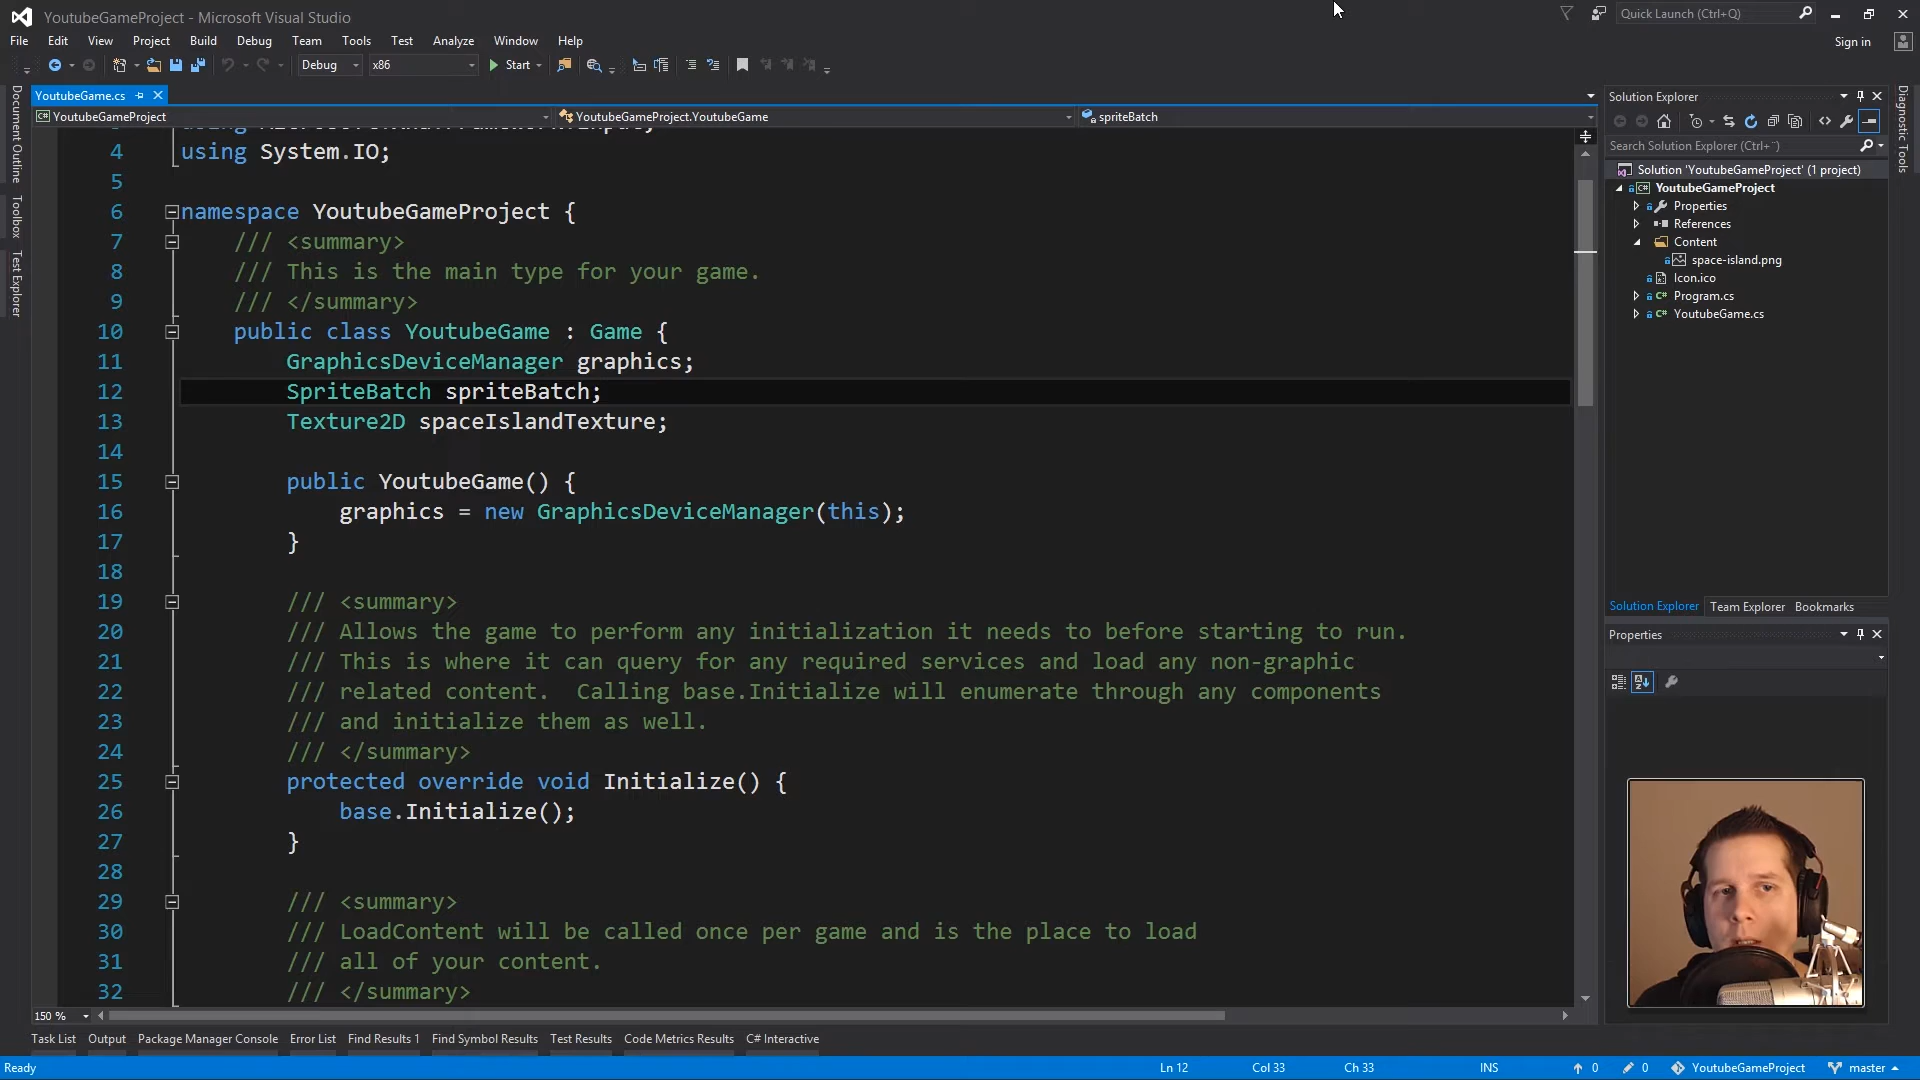 YoutubeGameProject - Microsoft Visual Studio
Quick Launch (Ctrl+Q)
File Edit View Project Build Debug Team Tools Test Analyze Window Help
Sign in
Debug x86 Start
YoutubeGame.cs
YoutubeGameProject YoutubeGameProject.YoutubeGame spriteBatch
4 using System.IO;
5
6 namespace YoutubeGameProject {
7 /// <summary>
8 /// This is the main type for your game.
9 /// </summary>
10 public class YoutubeGame : Game {
11 GraphicsDeviceManager graphics;
12 SpriteBatch spriteBatch;
13 Texture2D spaceIslandTexture;
14
15 public YoutubeGame() {
16 graphics = new GraphicsDeviceManager(this);
17 }
18
19 /// <summary>
20 /// Allows the game to perform any initialization it needs to before starting to run.
21 /// This is where it can query for any required services and load any non-graphic
22 /// related content.  Calling base.Initialize will enumerate through any components
23 /// and initialize them as well.
24 /// </summary>
25 protected override void Initialize() {
26 base.Initialize();
27 }
28
29 /// <summary>
30 /// LoadContent will be called once per game and is the place to load
31 /// all of your content.
32 /// </summary>
150 %
Document Outline
Toolbox
Test Explorer
Solution Explorer
Search Solution Explorer (Ctrl+¨)
Solution 'YoutubeGameProject' (1 project)
YoutubeGameProject
Properties
References
Content
space-island.png
Icon.ico
Program.cs
YoutubeGame.cs
Solution Explorer Team Explorer Bookmarks
Properties
Diagnostic Tools
Task List Output Package Manager Console Error List Find Results 1 Find Symbol Results Test Results Code Metrics Results C# Interactive
Ready Ln 12 Col 33 Ch 33 INS 0 0 YoutubeGameProject master